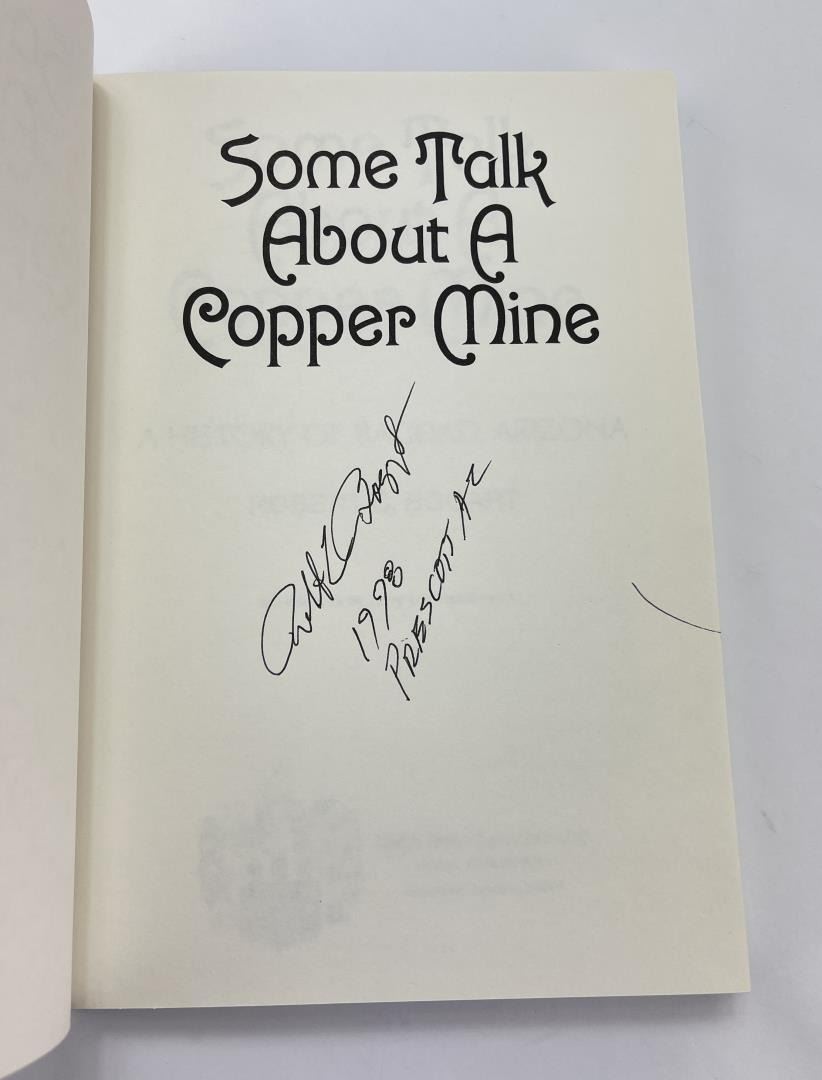 Some Talk
About A
Copper Mine
1998
PRESCOTT AZ